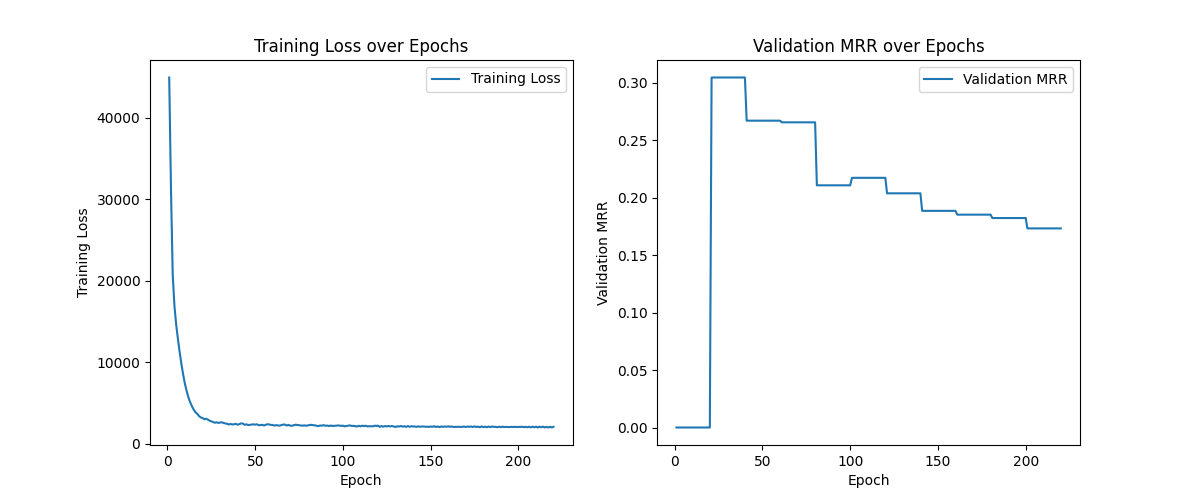 Training Loss over Epochs
Training Loss
40000
30000
20000
10000
0
Training Loss
0
50
100
150
200
Epoch
Validation MRR over Epochs
Validation MRR
0.30
0.25
0.20
0.15
0.10
0.05
0.00
Validation MRR
0
50
100
150
200
Epoch